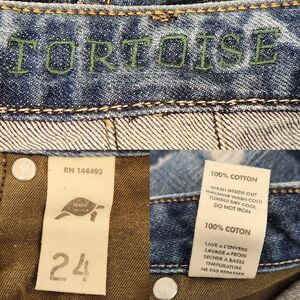 TORTOISE
RN 144493
24
100% COTTON
WASH INSIDE OUT
MACHINE WASH COLD
TUMBLE DRY COOL
DO NOT IRON
100% COTON
LAVE a L'ENVERS
LAVAGE a FROID
SECHER A BASSE
TEMPERATURE
NE PAS REPASSER